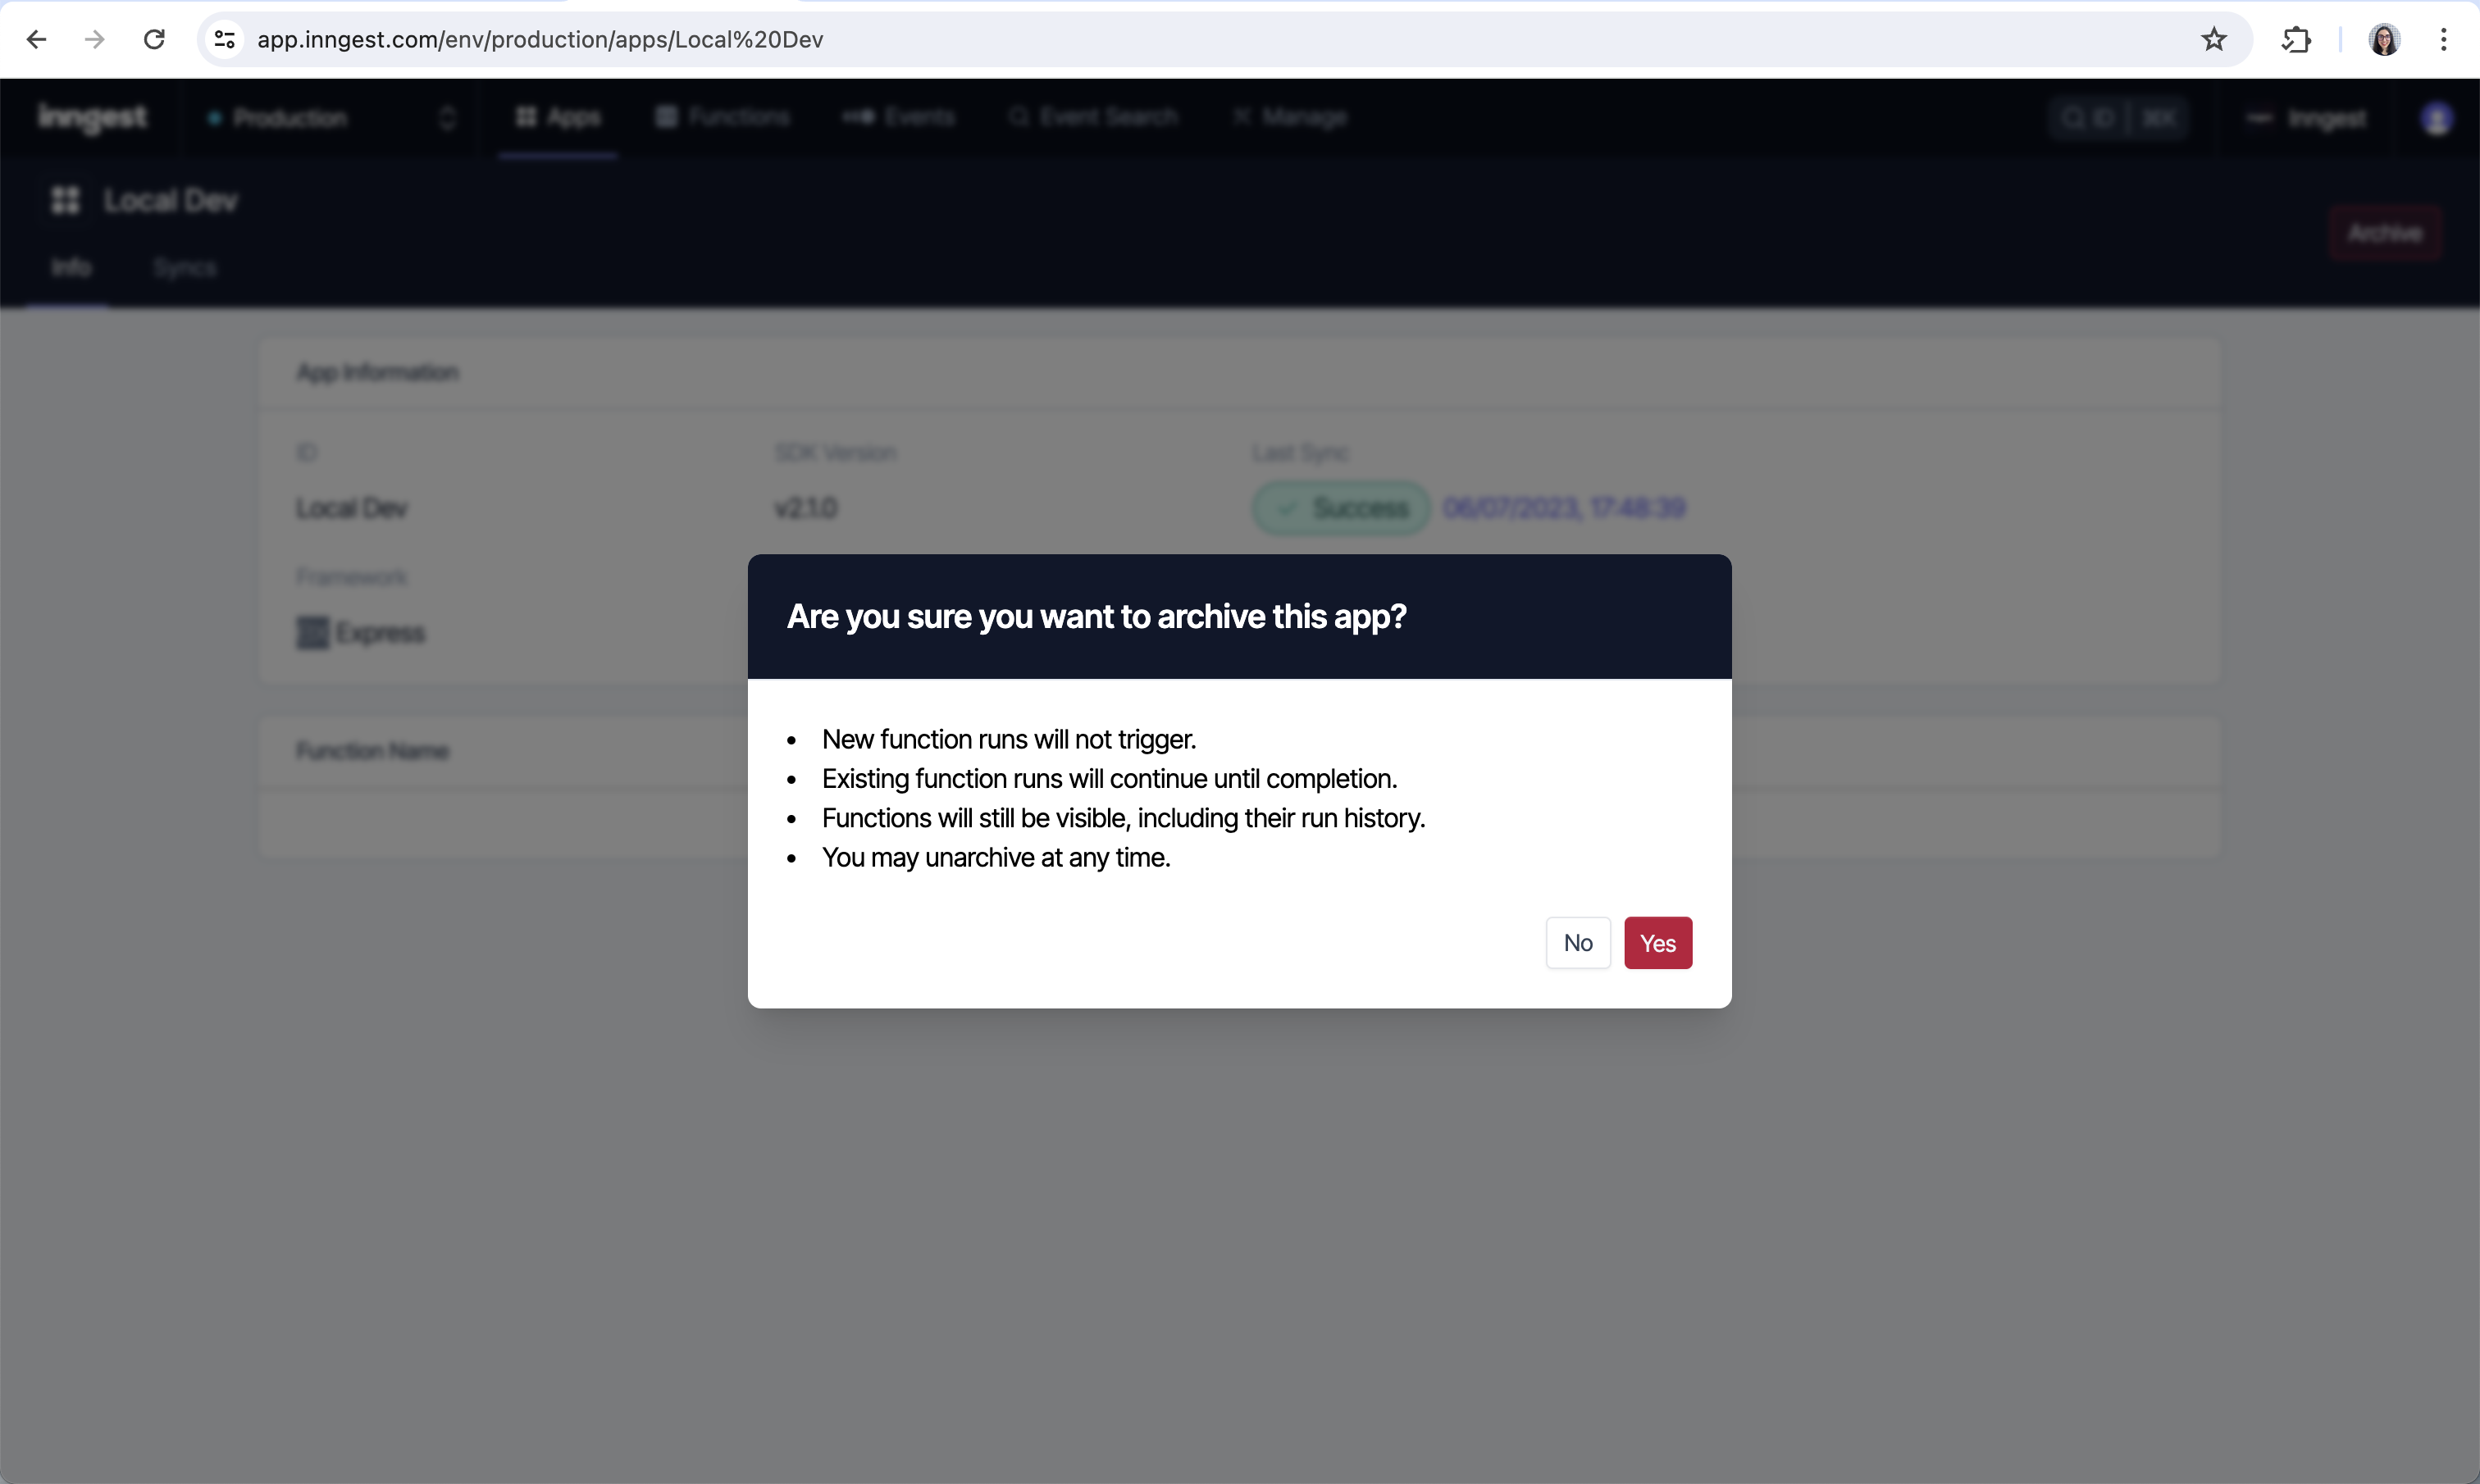 app.inngest.com/env/production/apps/Local%20Dev
inngest
Production
Apps
Functions
Events
Event Search
Manage
ID
⌘K
Inngest
Local Dev
Archive
Info
Syncs
App Information
ID
SDK Version
Last Sync
Local Dev
v2.1.0
Success
06/07/2023, 17:48:39
Framework
Express
Function Name
Are you sure you want to archive this app?
• New function runs will not trigger.
• Existing function runs will continue until completion.
• Functions will still be visible, including their run history.
• You may unarchive at any time.
No
Yes